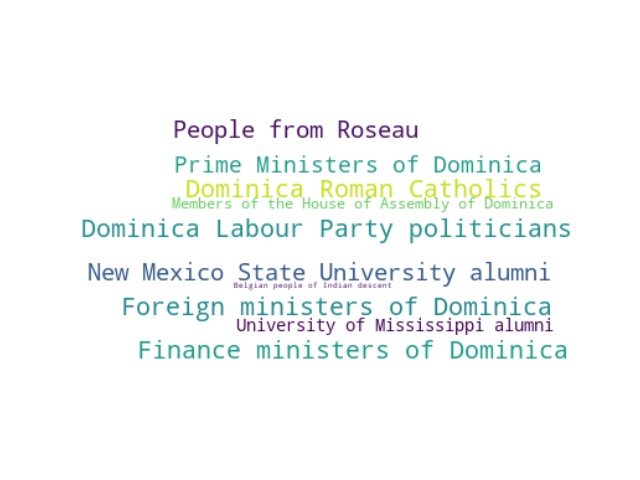 People from Roseau
Prime Ministers of Dominica
Dominica Roman Catholics
Members of the House of Assembly of Dominica
Dominica Labour Party politicians
New Mexico State University alumni
Belgian people of Indian descent
Foreign ministers of Dominica
University of Mississippi alumni
Finance ministers of Dominica